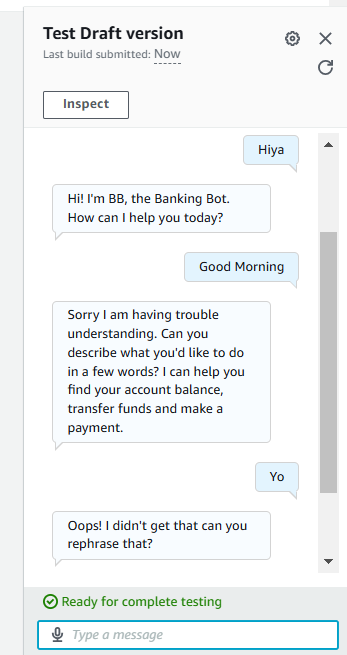 Test Draft version
Last build submitted: Now
Inspect
Hiya
Hi! I'm BB, the Banking Bot.
How can I help you today?
Good Morning
Sorry I am having trouble
understanding. Can you
describe what you'd like to do
in a few words? I can help you
find your account balance,
transfer funds and make a
payment.
Yo
Oops! I didn't get that can you
rephrase that?
Ready for complete testing
Type a message